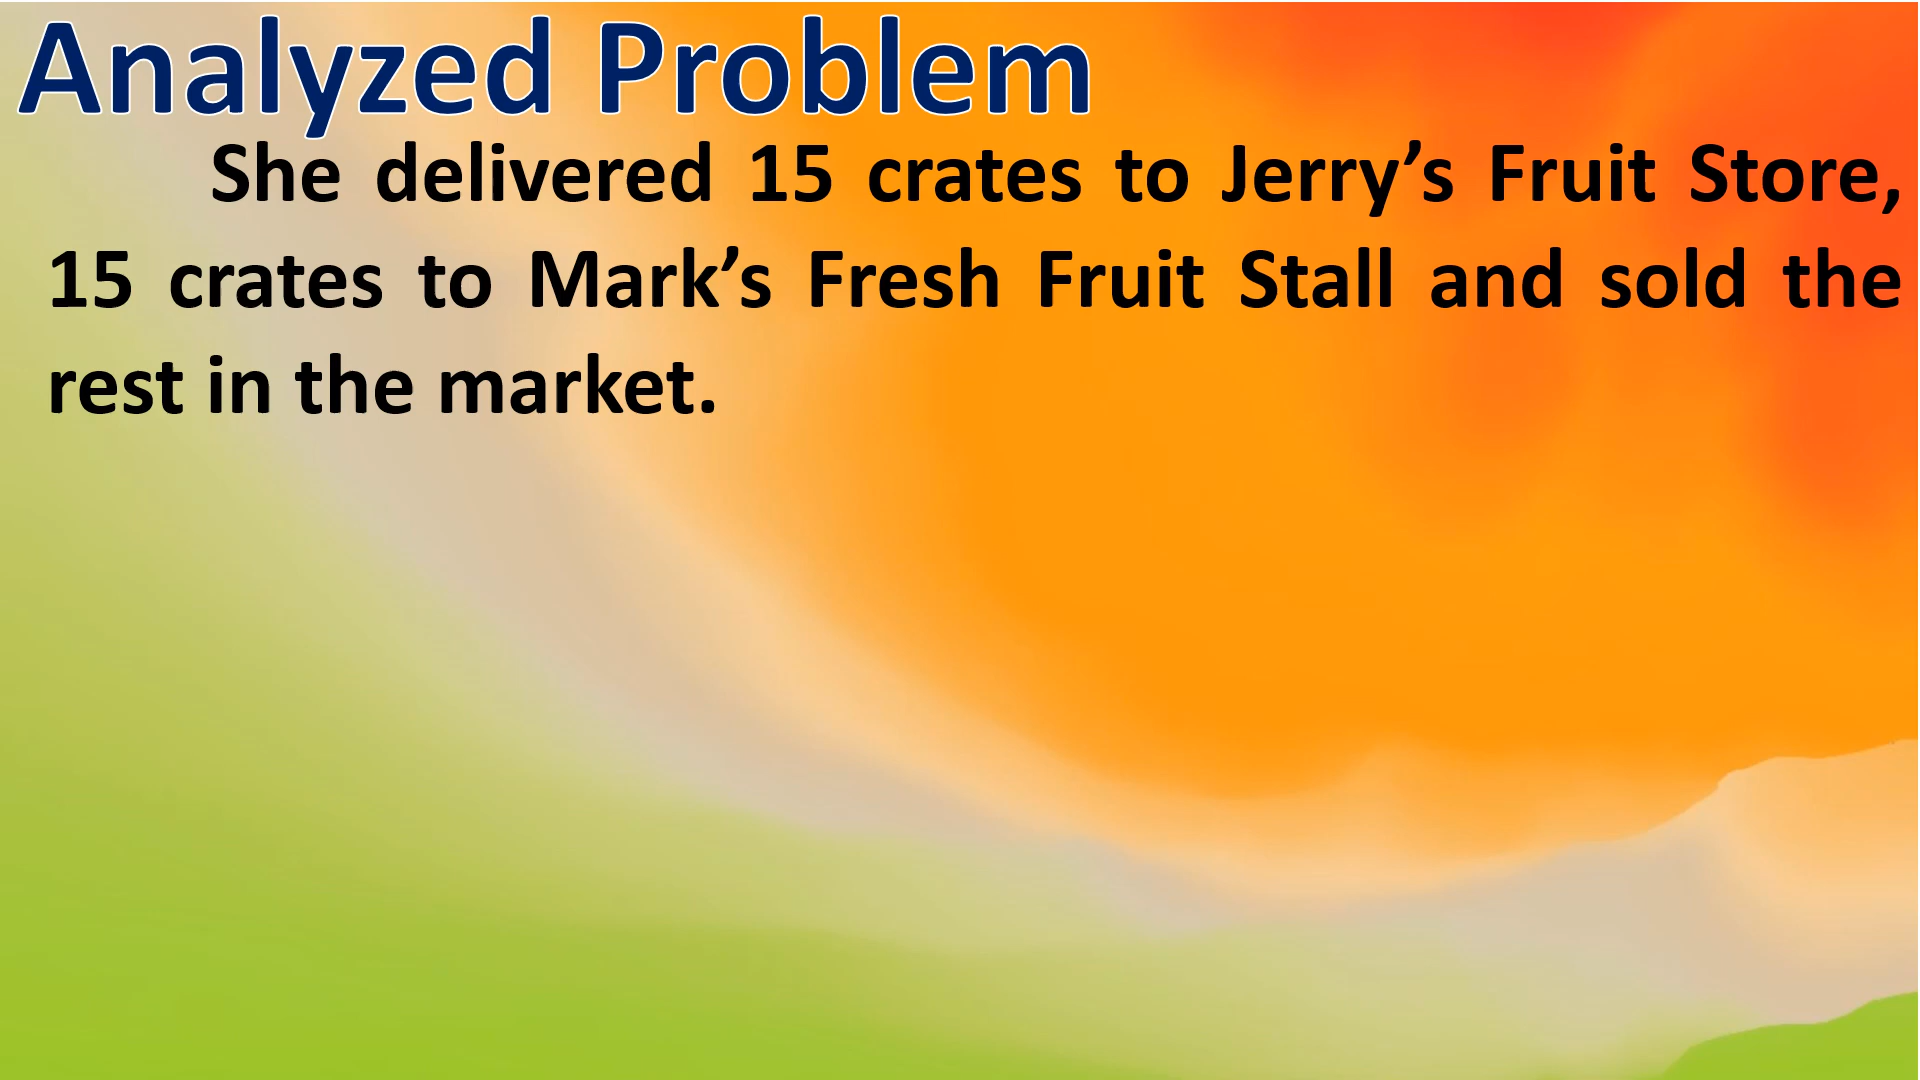 Analyzed Problem
She delivered 15 crates to Jerry’s Fruit Store,
15 crates to Mark’s Fresh Fruit Stall and sold the
rest in the market.